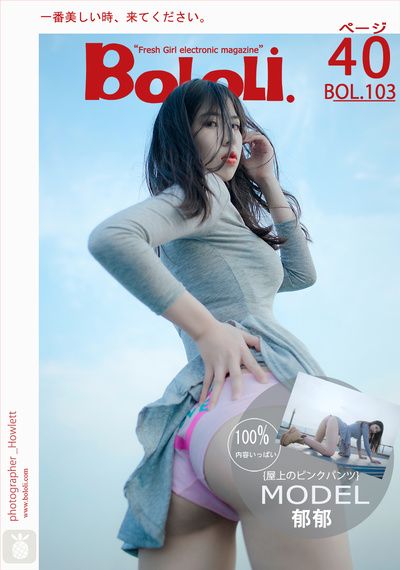 一番美しい時、来てください。
ページ
"Fresh Girl electronic magazine"
40
BoLoLi.
BOL.103
photographer _Howlett
www.bololi.com
100%
内容いっぱい
{屋上のピンクパンツ}
MODEL
郁郁